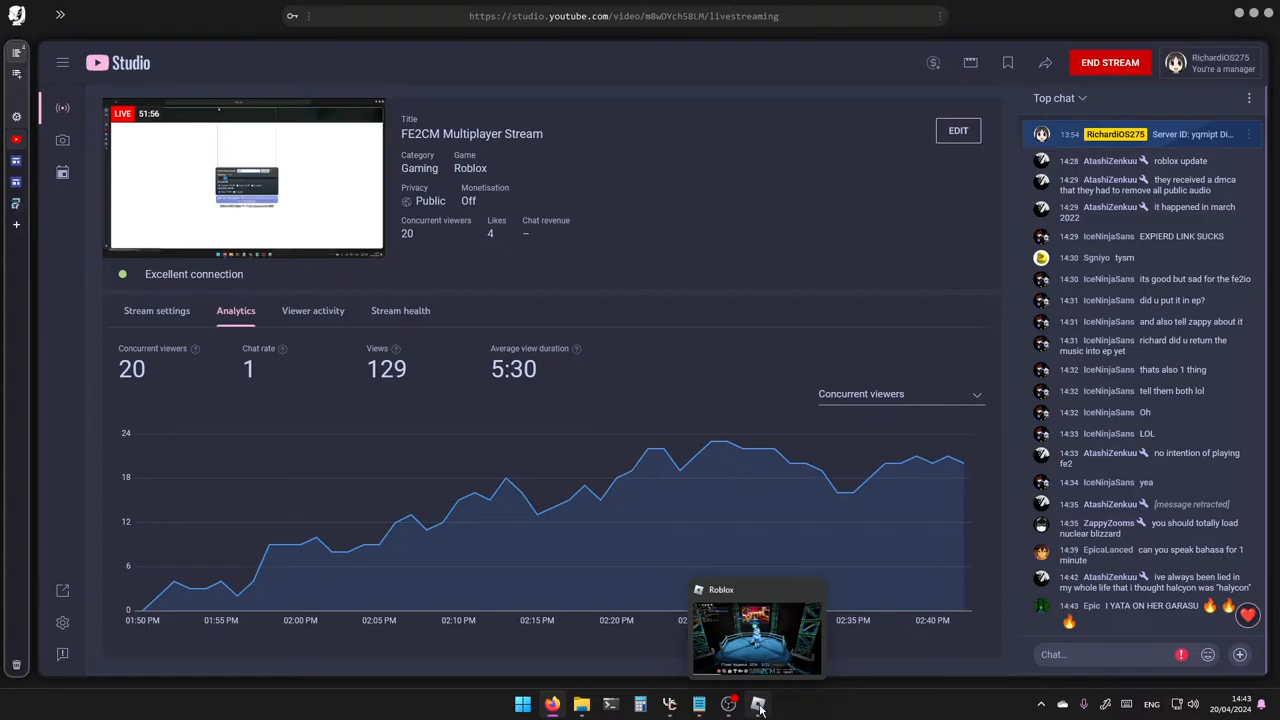 https://studio.youtube.com/video/m8wDYch58LM/livestreaming
Studio
END STREAM
RichardiOS275
You're a manager
LIVE 51:56
Title
FE2CM Multiplayer Stream
EDIT
Category Game
Gaming Roblox
Privacy Monetisation
Public Off
Concurrent viewers Likes Chat revenue
20 4 –
Excellent connection
Stream settings Analytics Viewer activity Stream health
Concurrent viewers Chat rate Views Average view duration
20 1 129 5:30
Concurrent viewers
24
18
12
6
0
01:50 PM 01:55 PM 02:00 PM 02:05 PM 02:10 PM 02:15 PM 02:20 PM 02:35 PM 02:40 PM
Roblox
Top chat
13:54 RichardiOS275 Server ID: yqmipt Di...
14:28 AtashiZenkuu roblox update
14:29 AtashiZenkuu they received a dmca
that they had to remove all public audio
14:29 AtashiZenkuu it happened in march
2022
14:29 IceNinjaSans EXPIERD LINK SUCKS
14:30 Sgniyo tysm
14:30 IceNinjaSans its good but sad for the fe2io
14:31 IceNinjaSans did u put it in ep?
14:31 IceNinjaSans and also tell zappy about it
14:31 IceNinjaSans richard did u return the
music into ep yet
14:32 IceNinjaSans thats also 1 thing
14:32 IceNinjaSans tell them both lol
14:32 IceNinjaSans Oh
14:33 IceNinjaSans LOL
14:33 AtashiZenkuu no intention of playing
fe2
14:34 IceNinjaSans yea
14:35 AtashiZenkuu [message retracted]
14:35 ZappyZooms you should totally load
nuclear blizzard
14:39 EpicaLanced can you speak bahasa for 1
minute
14:42 AtashiZenkuu ive always been lied in
my whole life that i thought halcyon was "halycon"
14:43 Epic I YATA ON HER GARASU 🔥 🔥
🔥
Chat...
ENG
14:43
20/04/2024